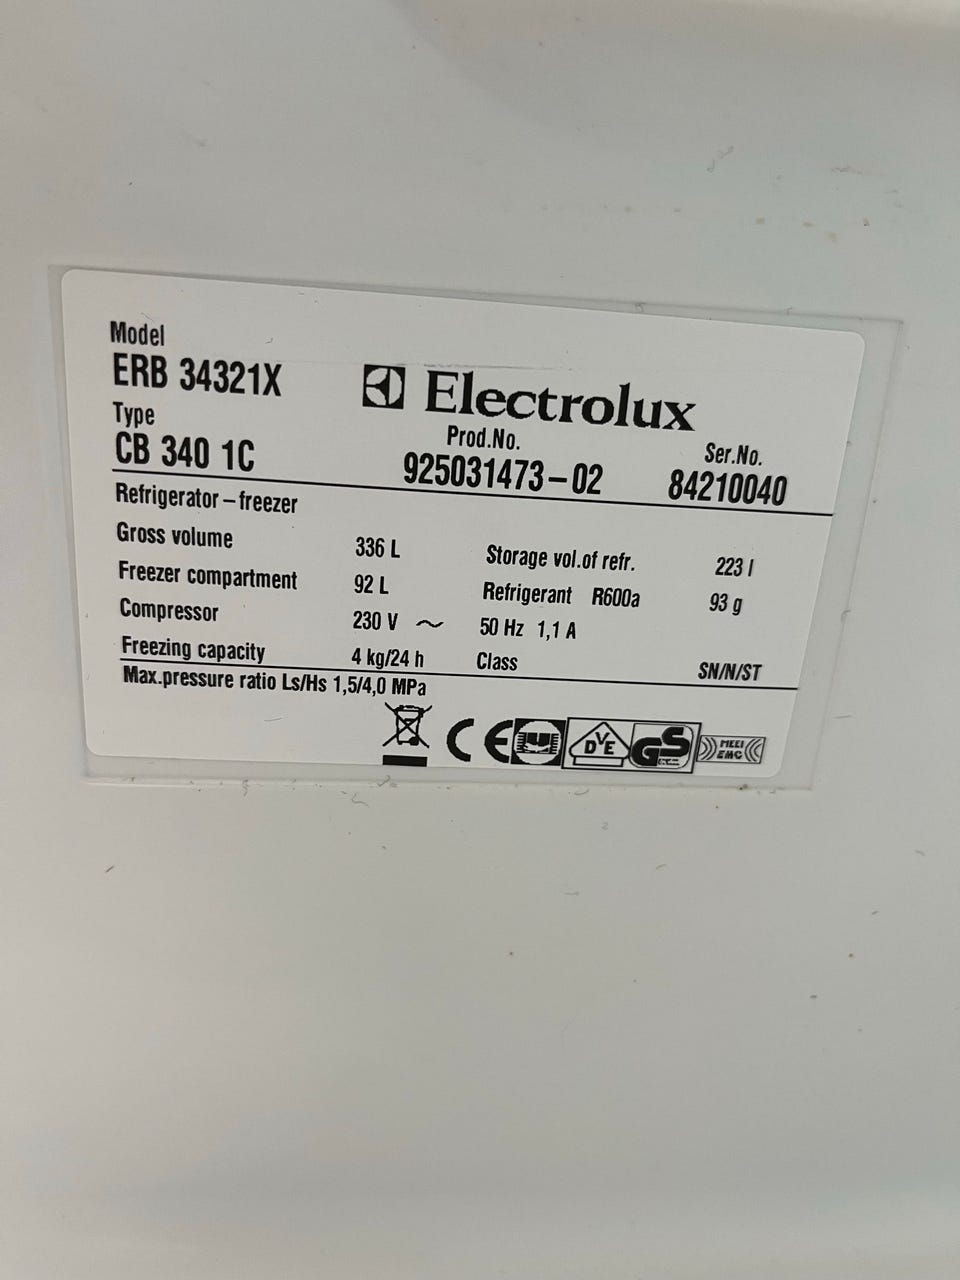 Model
ERB 34321X
Electrolux
Type
CB 340 1C
Prod.No.
925031473-02
Ser.No.
84210040
Refrigerator – freezer
Gross volume 336 L Storage vol.of refr. 223 l
Freezer compartment 92 L Refrigerant R600a 93 g
Compressor 230 V ~ 50 Hz 1,1 A
Freezing capacity 4 kg/24 h Class SN/N/ST
Max.pressure ratio Ls/Hs 1,5/4,0 MPa
CE
DVE
GS
MEEI
EMC